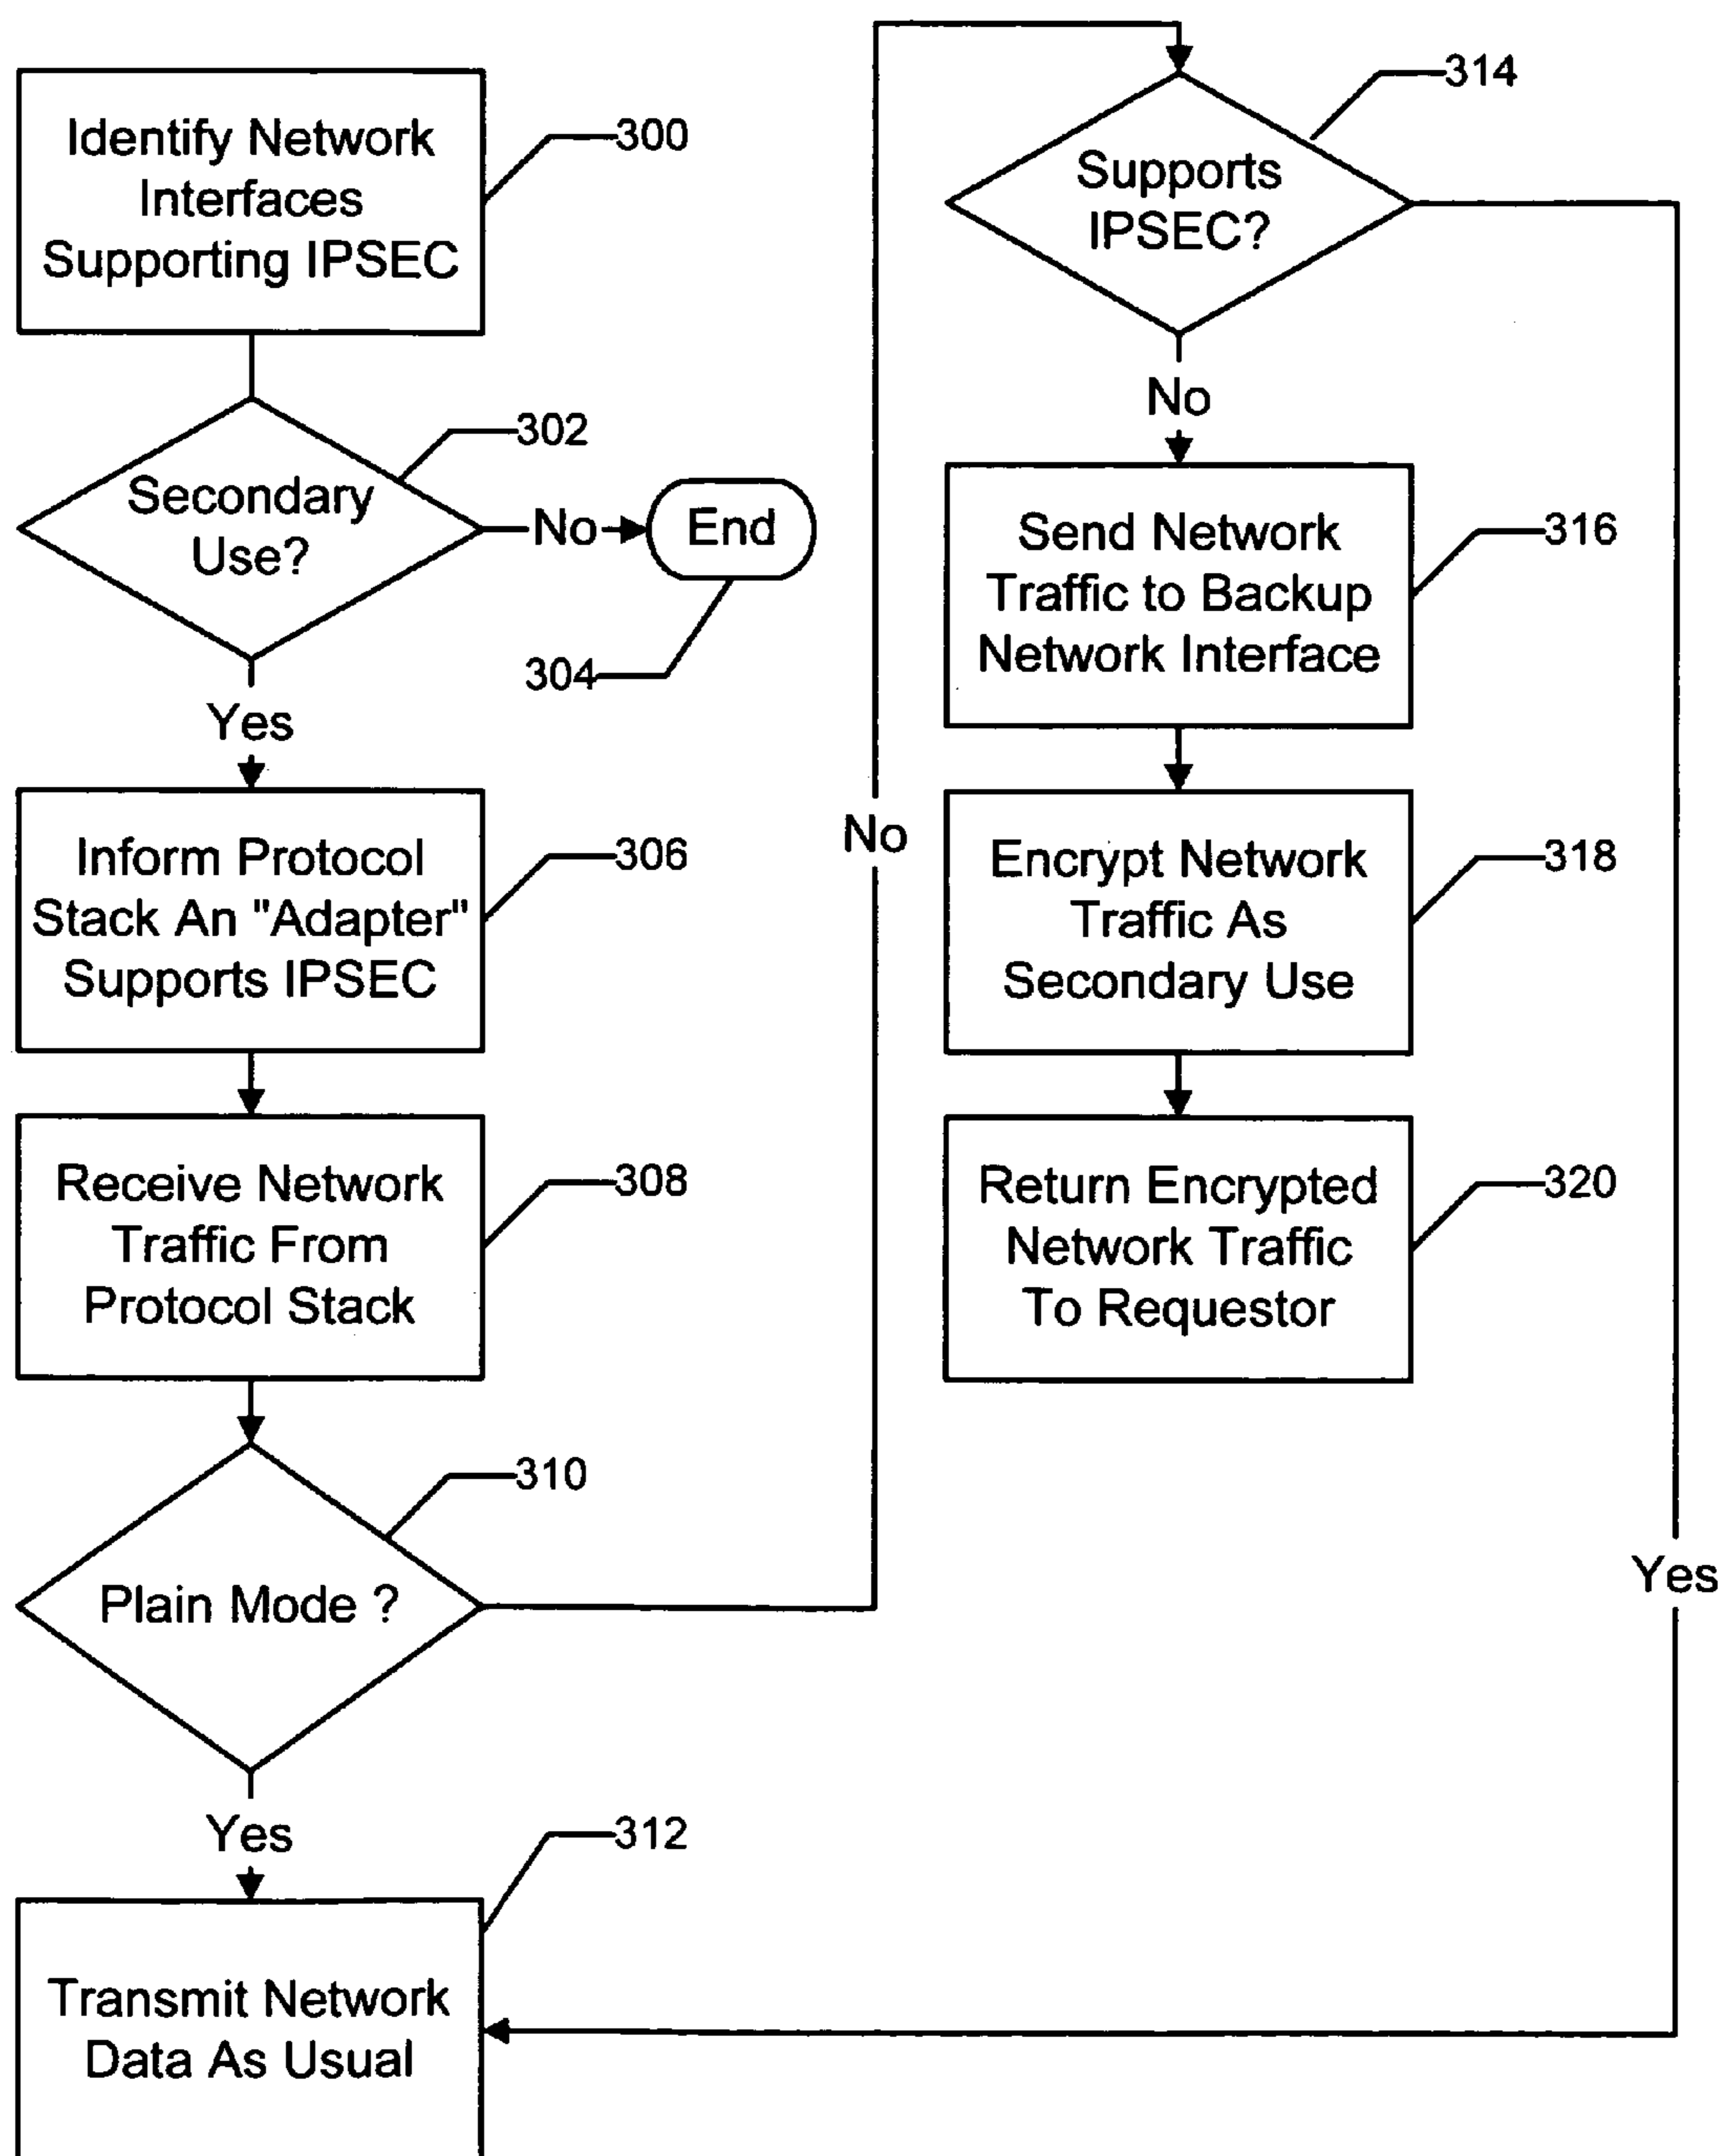 Identify Network
Interfaces
Supporting IPSEC
300
Secondary
Use?
302
No
End
304
Yes
Inform Protocol
Stack An "Adapter"
Supports IPSEC
306
Receive Network
Traffic From
Protocol Stack
308
Plain Mode ?
310
No
Yes
Transmit Network
Data As Usual
312
Supports
IPSEC?
314
No
Send Network
Traffic to Backup
Network Interface
316
Encrypt Network
Traffic As
Secondary Use
318
Return Encrypted
Network Traffic
To Requestor
320
Yes